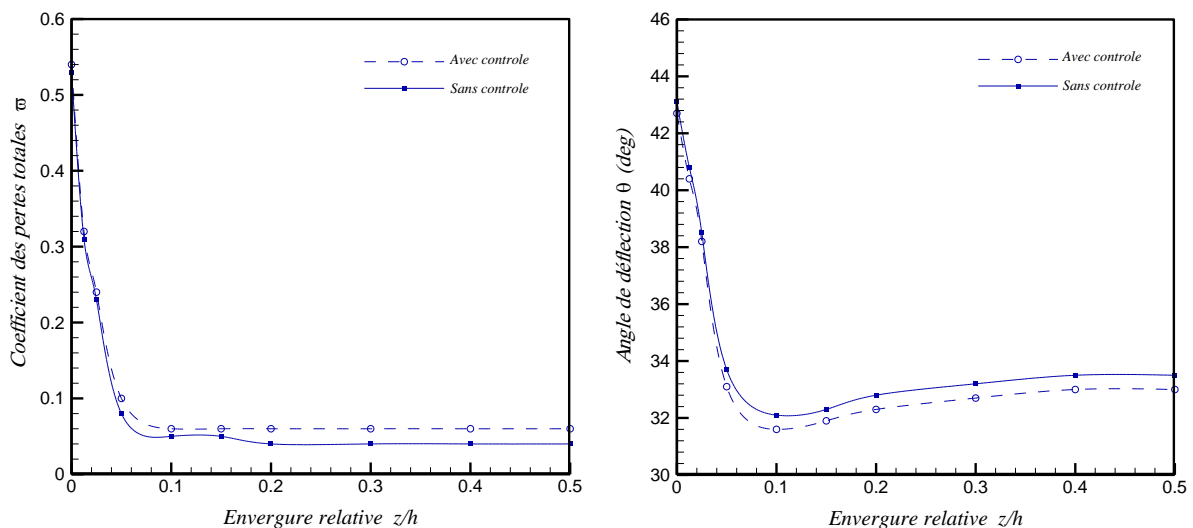 Coefficient des pertes totales ϖ
0.6
0.5
0.4
0.3
0.2
0.1
0
Avec controle
Sans controle
0 0.1 0.2 0.3 0.4 0.5
Envergure relative z/h
Angle de déflection θ (deg)
46
44
42
40
38
36
34
32
30
Avec controle
Sans controle
0 0.1 0.2 0.3 0.4 0.5
Envergure relative z/h